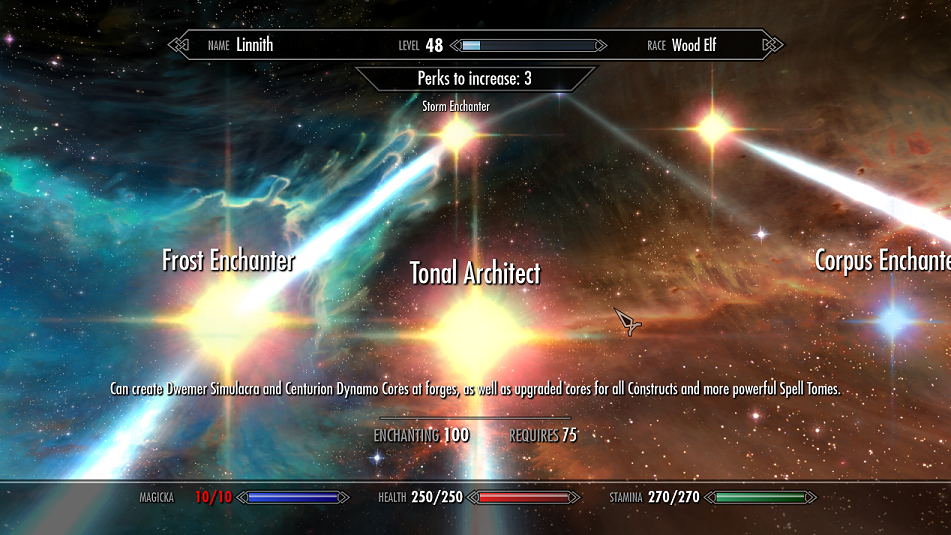 NAME Linnith LEVEL 48 RACE Wood Elf
Perks to increase: 3
Storm Enchanter
Frost Enchanter
Tonal Architect
Corpus Enchante
Can create Dwemer Simulacra and Centurion Dynamo Cores at forges, as well as upgraded cores for all Constructs and more powerful Spell Tomes.
ENCHANTING 100 REQUIRES 75
MAGICKA 10/10 HEALTH 250/250 STAMINA 270/270